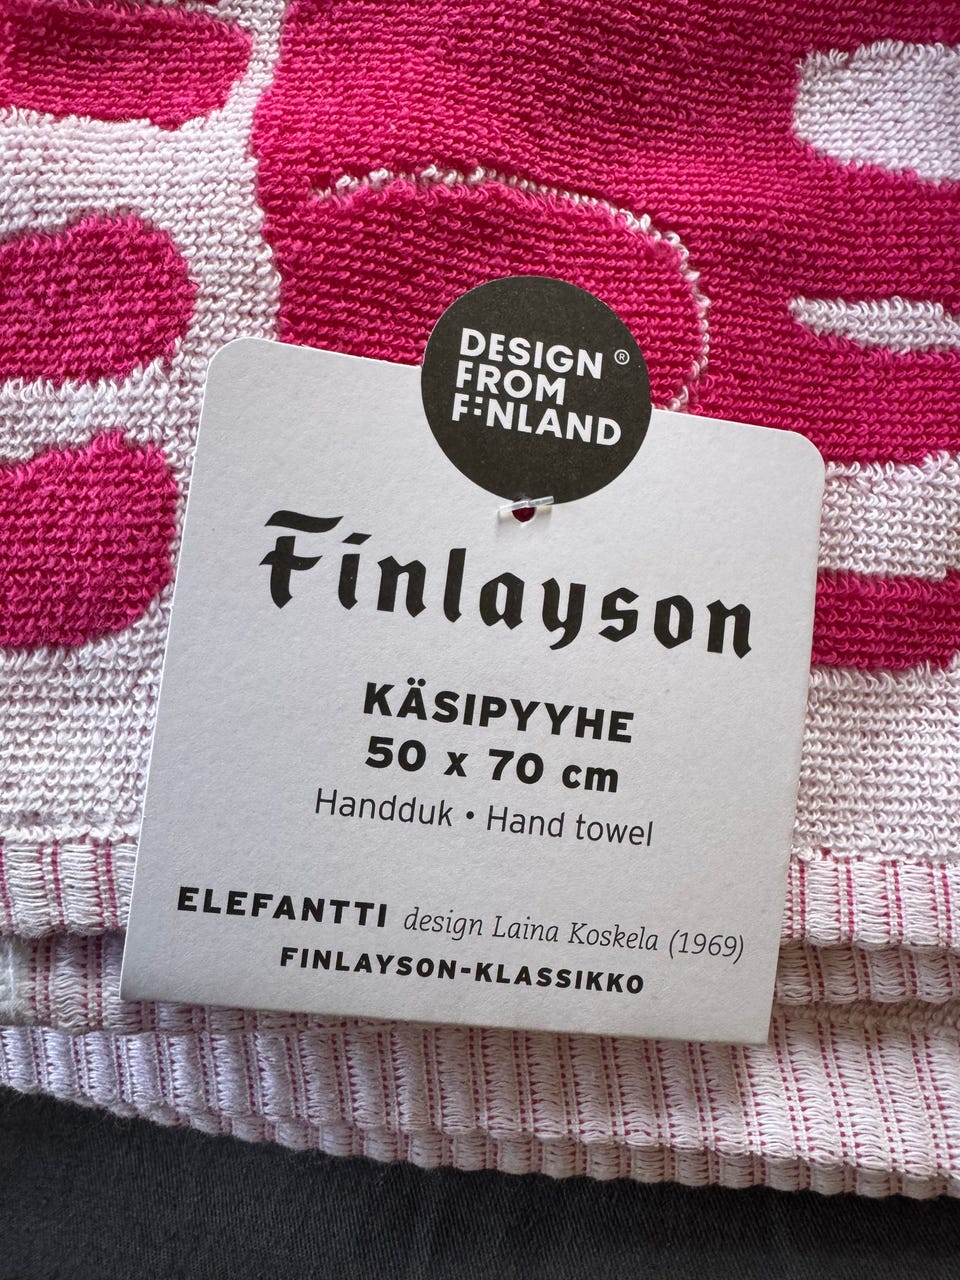 DESIGN ®
FROM
FINLAND
Finlayson
KÄSIPYYHE
50 x 70 cm
Handduk • Hand towel
ELEFANTTI design Laina Koskela (1969)
FINLAYSON-KLASSIKKO